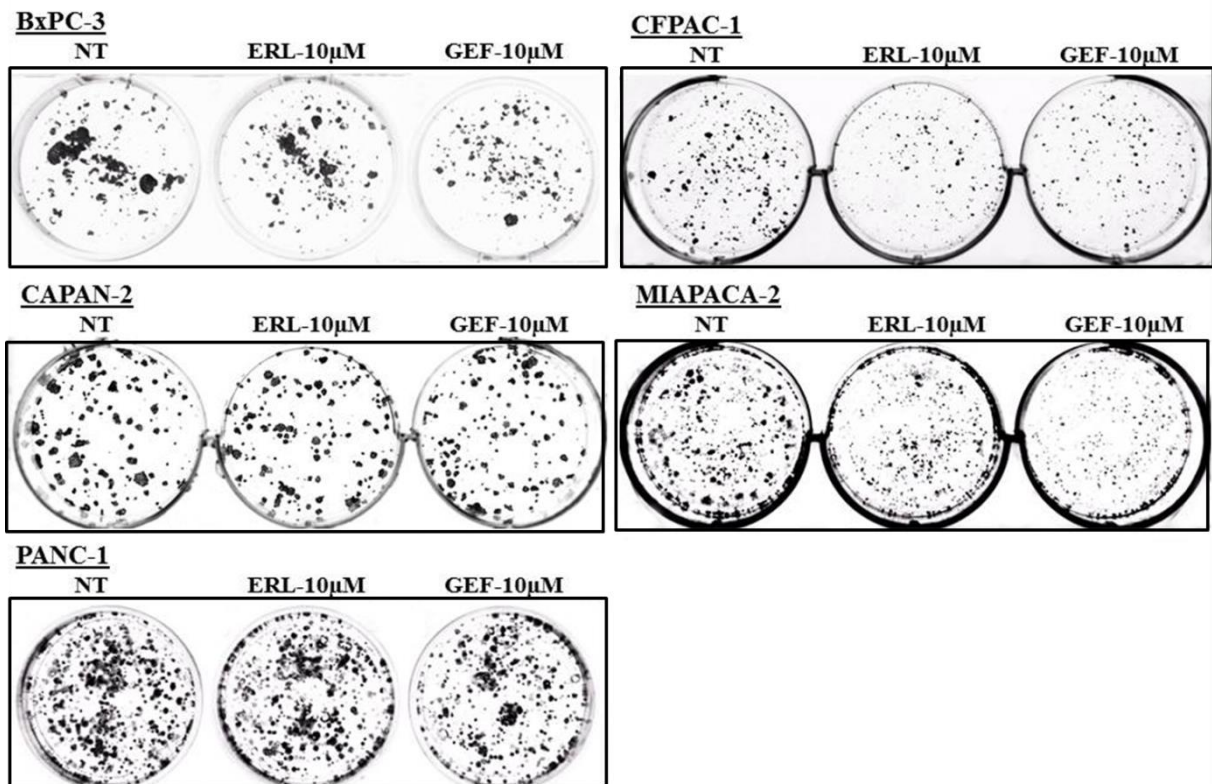 BxPC-3
NT ERL-10μM GEF-10μM
CFPAC-1
NT ERL-10μM GEF-10μM
CAPAN-2
NT ERL-10μM GEF-10μM
MIAPACA-2
NT ERL-10μM GEF-10μM
PANC-1
NT ERL-10μM GEF-10μM